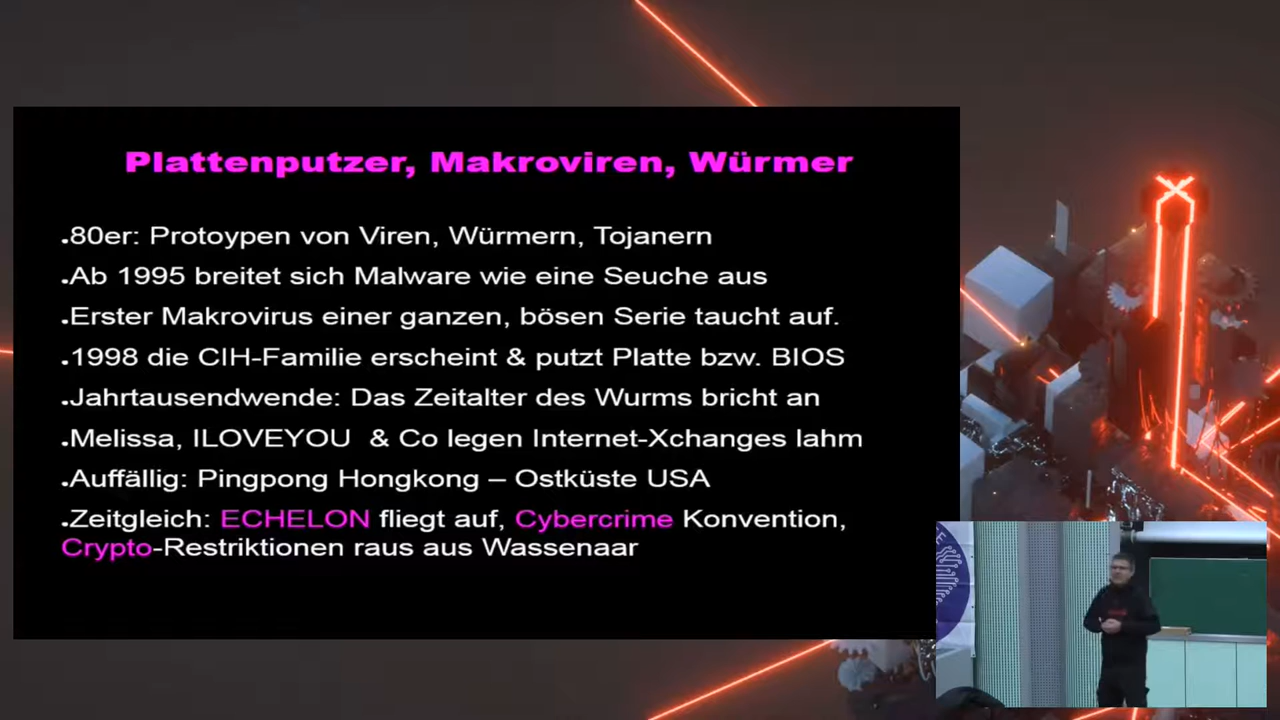 Plattenputzer, Makroviren, Würmer
.80er: Protoypen von Viren, Würmern, Tojanern
.Ab 1995 breitet sich Malware wie eine Seuche aus
.Erster Makrovirus einer ganzen, bösen Serie taucht auf.
.1998 die CIH-Familie erscheint & putzt Platte bzw. BIOS
.Jahrtausendwende: Das Zeitalter des Wurms bricht an
.Melissa, ILOVEYOU & Co legen Internet-Xchanges lahm
.Auffällig: Pingpong Hongkong – Ostküste USA
.Zeitgleich: ECHELON fliegt auf, Cybercrime Konvention,
Crypto-Restriktionen raus aus Wassenaar